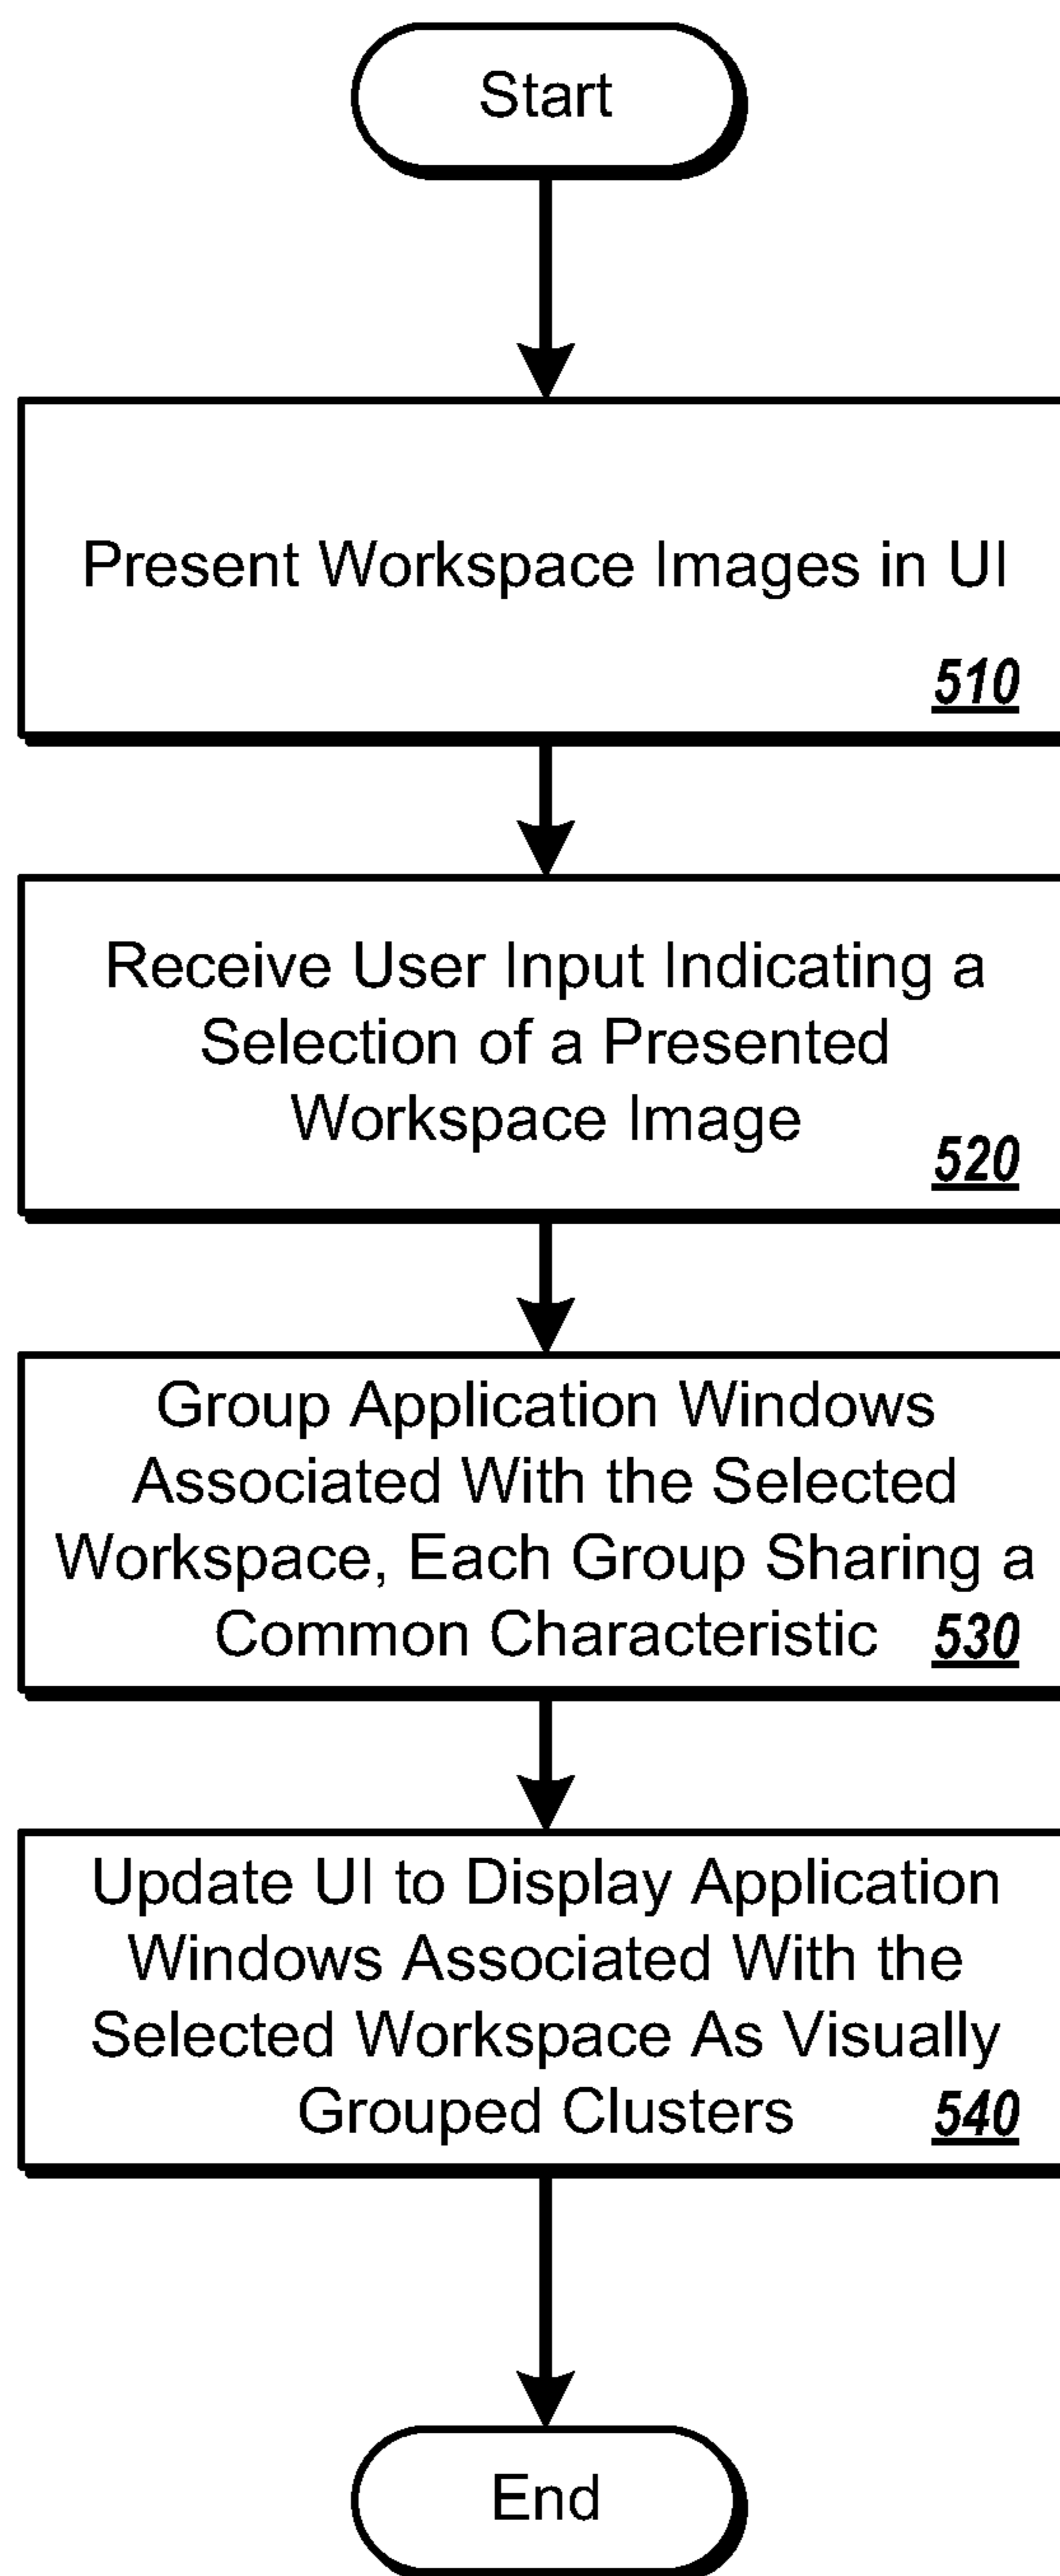 Start
Present Workspace Images in UI
510
Receive User Input Indicating a
Selection of a Presented
Workspace Image
520
Group Application Windows
Associated With the Selected
Workspace, Each Group Sharing a
Common Characteristic 530
Update UI to Display Application
Windows Associated With the
Selected Workspace As Visually
Grouped Clusters 540
End